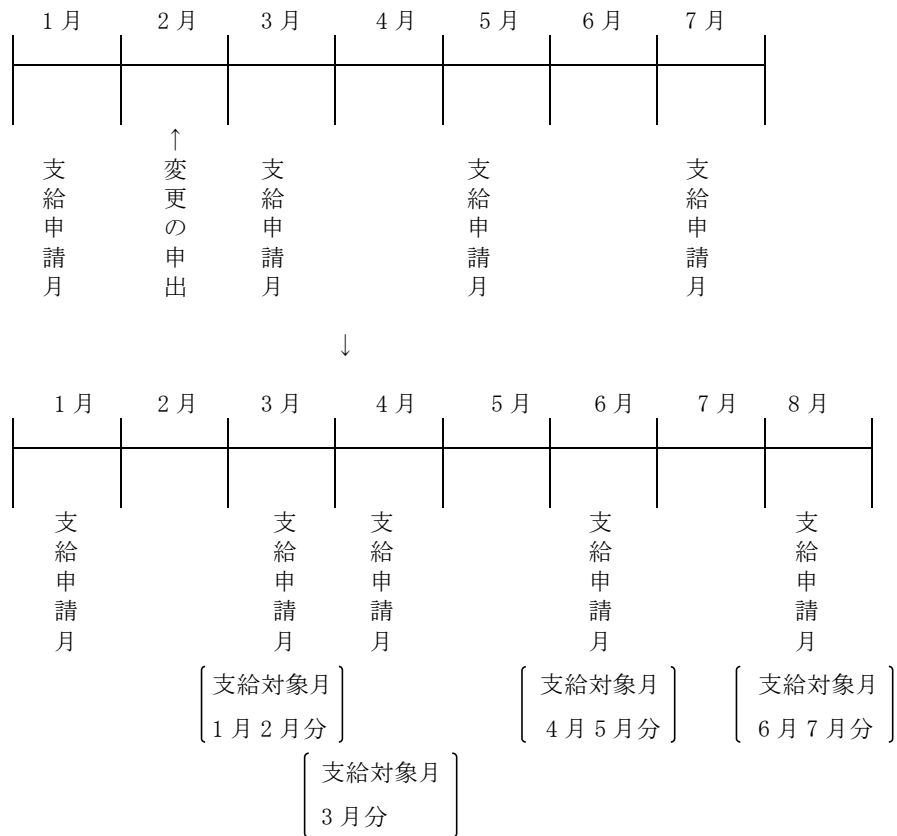 1月 2月 3月 4月 5月 6月 7月
支給申請月
↑変更の申出
支給申請月
支給申請月
支給申請月
↓
1月 2月 3月 4月 5月 6月 7月 8月
支給申請月
支給申請月
支給申請月
支給申請月
支給申請月
支給対象月
1月2月分
支給対象月
3月分
支給対象月
4月5月分
支給対象月
6月7月分